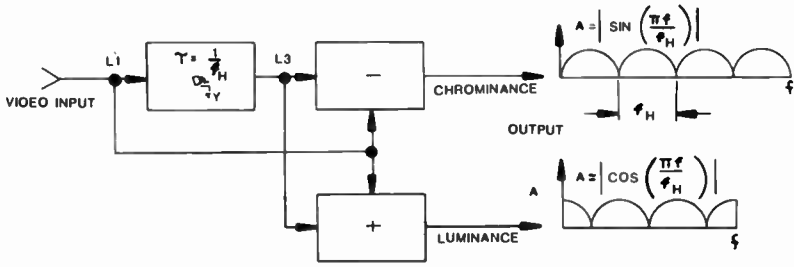 A = | SIN ( πf / fH ) |
L1
τ = 1 / fH
L3
−
CHROMINANCE
f
VIDEO INPUT
fH
OUTPUT
A
A = | COS ( πf / fH ) |
+
LUMINANCE
f